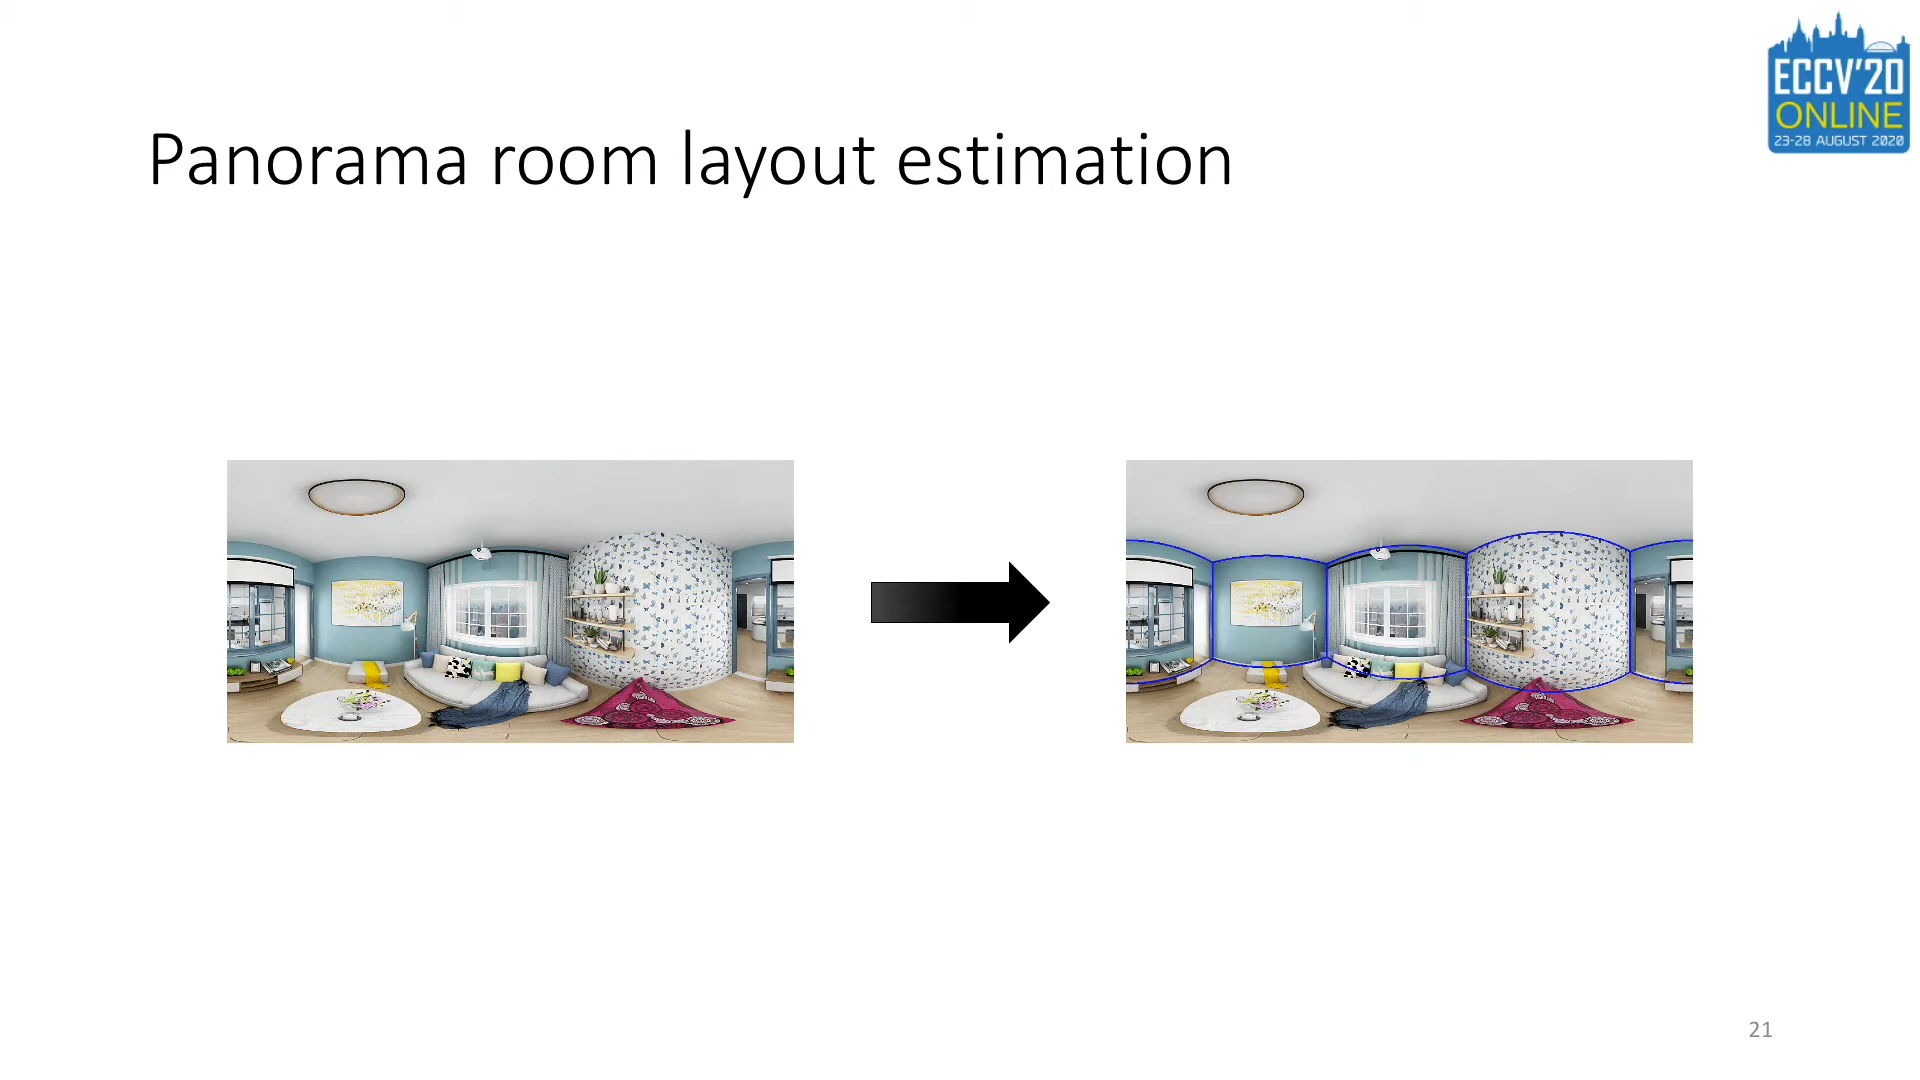 ECCV'20
ONLINE
23-28 AUGUST 2020
Panorama room layout estimation
21